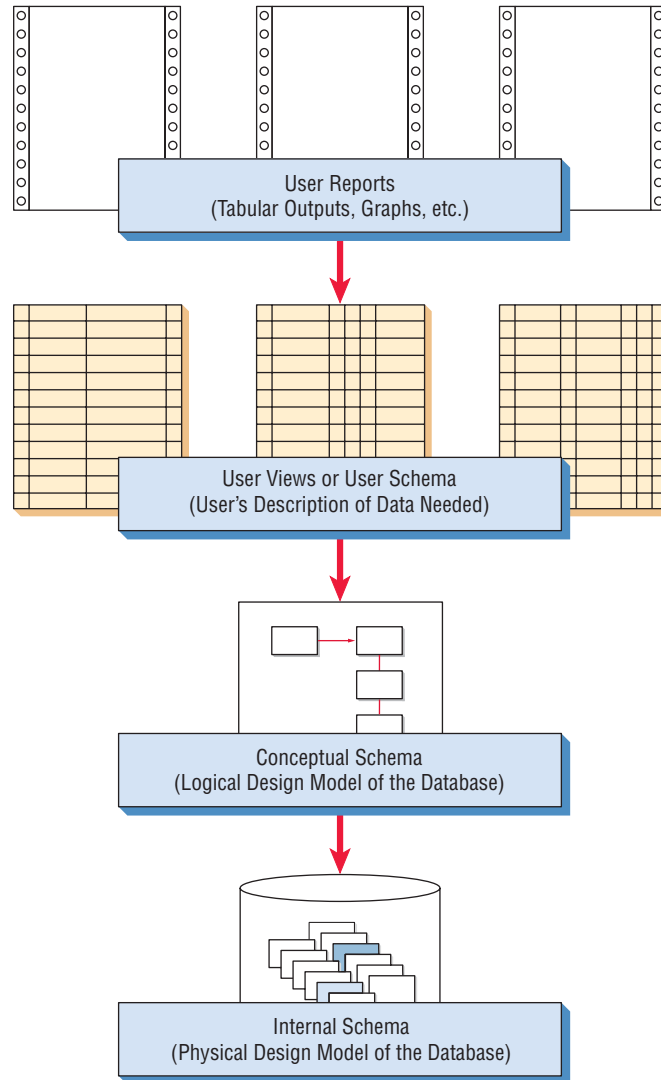 User Reports
(Tabular Outputs, Graphs, etc.)
User Views or User Schema
(User’s Description of Data Needed)
Conceptual Schema
(Logical Design Model of the Database)
Internal Schema
(Physical Design Model of the Database)